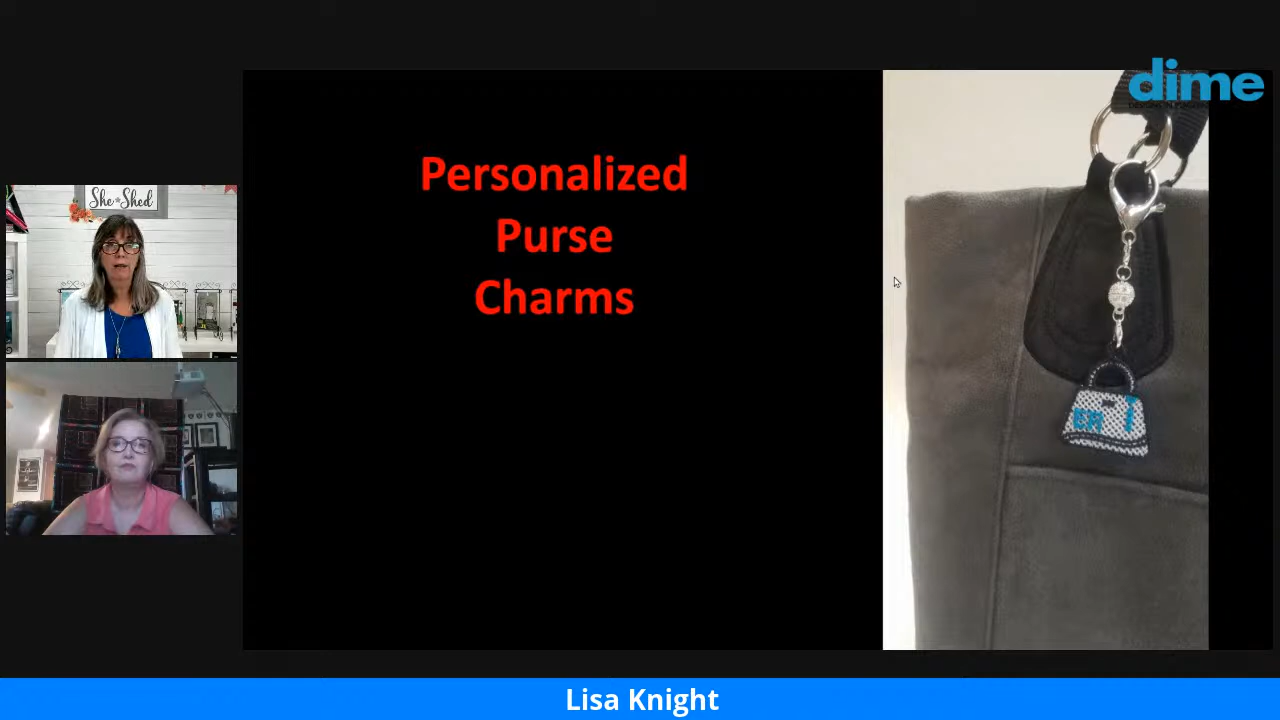 dime
She Shed
Personalized
Purse
Charms
Lisa Knight